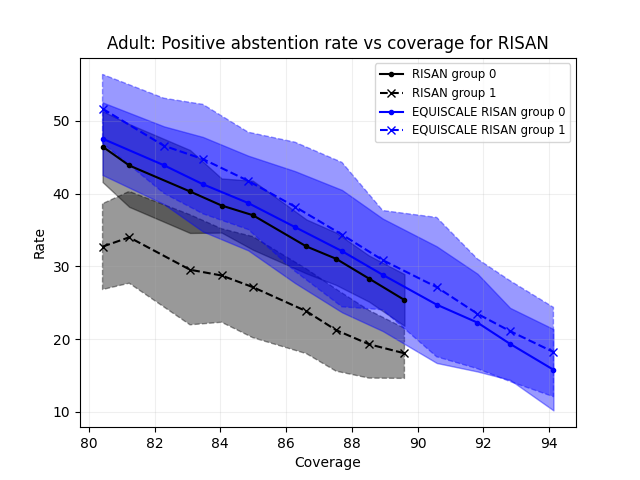 Adult: Positive abstention rate vs coverage for RISAN
RISAN group 0
RISAN group 1
EQUISCALE RISAN group 0
EQUISCALE RISAN group 1
50
40
30
20
10
Rate
80 82 84 86 88 90 92 94
Coverage